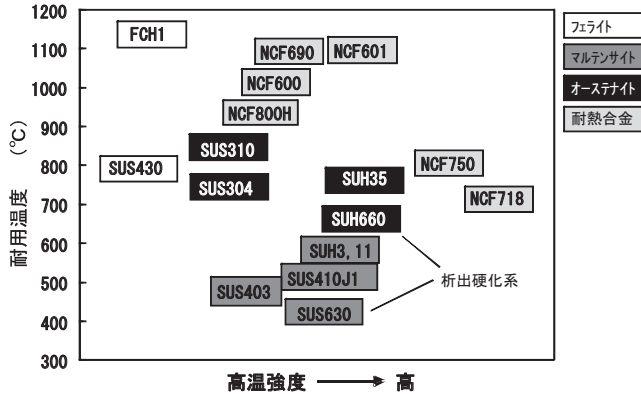 1200
1100
1000
900
800
700
600
500
400
300
耐用温度 (℃)
FCH1
NCF690
NCF601
NCF600
NCF800H
SUS310
SUS430
SUS304
SUH35
NCF750
NCF718
SUH660
SUH3, 11
SUS410J1
SUS403
SUS630
析出硬化系
高温強度 → 高
フェライト
マルテンサイト
オーステナイト
耐熱合金